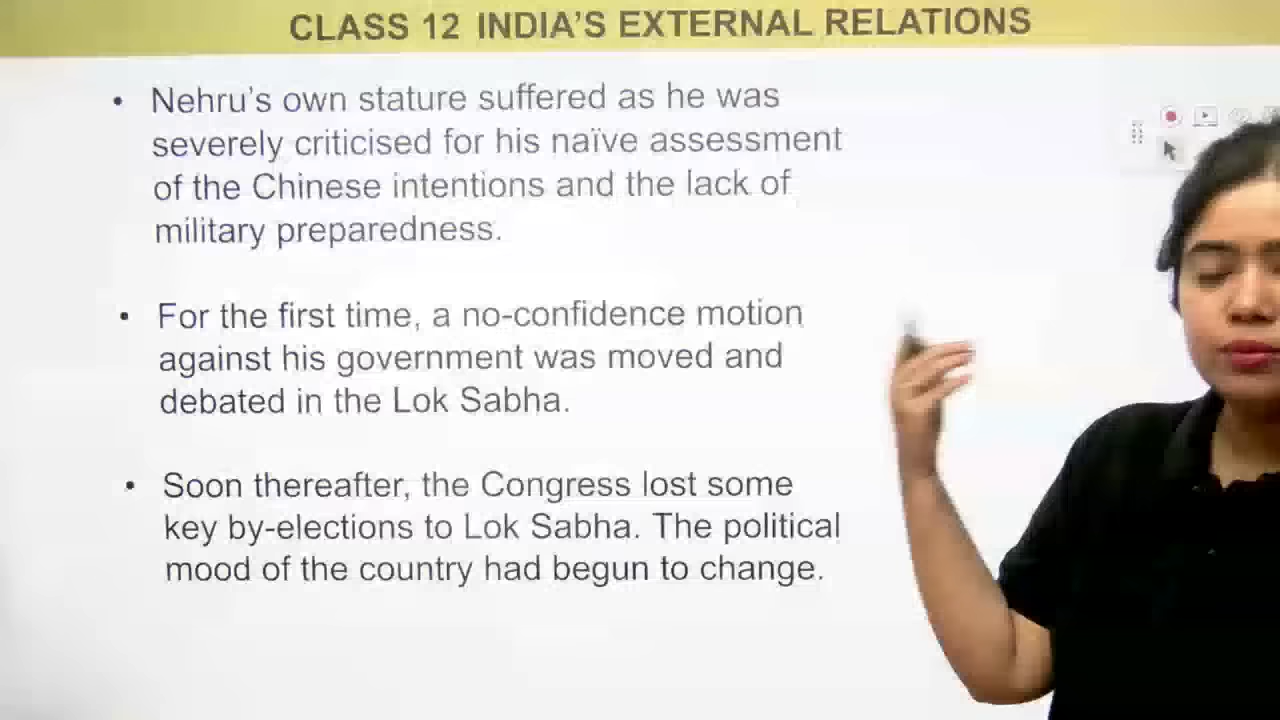 CLASS 12 INDIA'S EXTERNAL RELATIONS
• Nehru's own stature suffered as he was
severely criticised for his naïve assessment
of the Chinese intentions and the lack of
military preparedness.
• For the first time, a no-confidence motion
against his government was moved and
debated in the Lok Sabha.
• Soon thereafter, the Congress lost some
key by-elections to Lok Sabha. The political
mood of the country had begun to change.